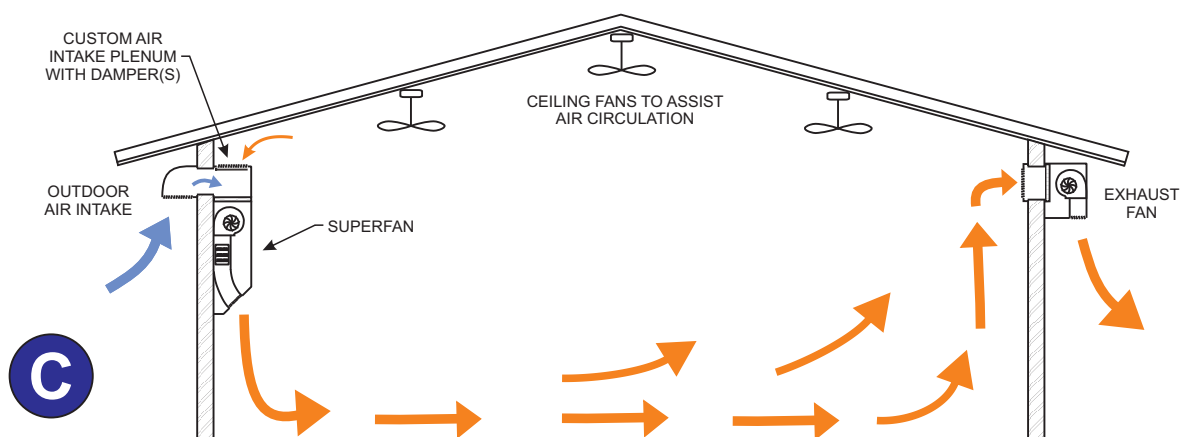 CUSTOM AIR
INTAKE PLENUM
WITH DAMPER(S)
CEILING FANS TO ASSIST
AIR CIRCULATION
OUTDOOR
AIR INTAKE
SUPERFAN
EXHAUST
FAN
C